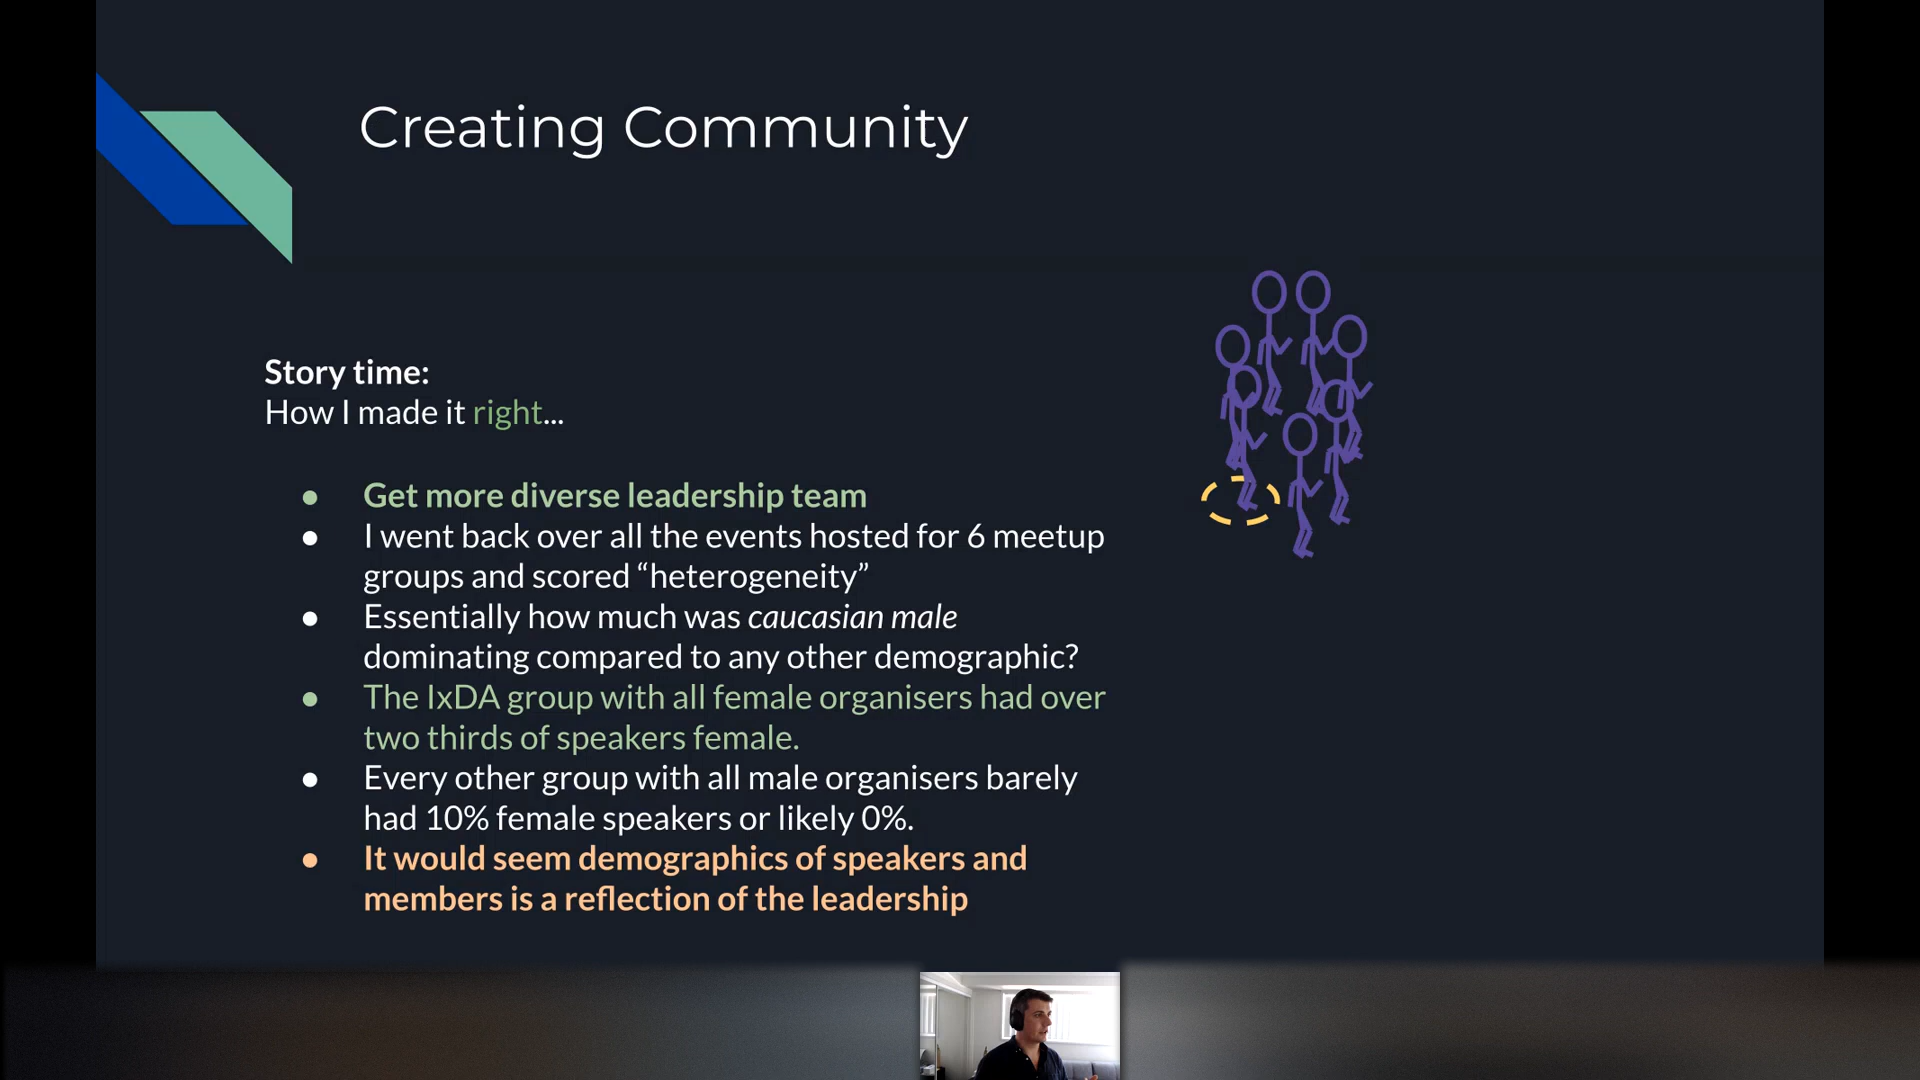 Creating Community
Story time:
How I made it right...
● Get more diverse leadership team
● I went back over all the events hosted for 6 meetup
groups and scored “heterogeneity”
● Essentially how much was caucasian male
dominating compared to any other demographic?
● The IxDA group with all female organisers had over
two thirds of speakers female.
● Every other group with all male organisers barely
had 10% female speakers or likely 0%.
● It would seem demographics of speakers and
members is a reflection of the leadership